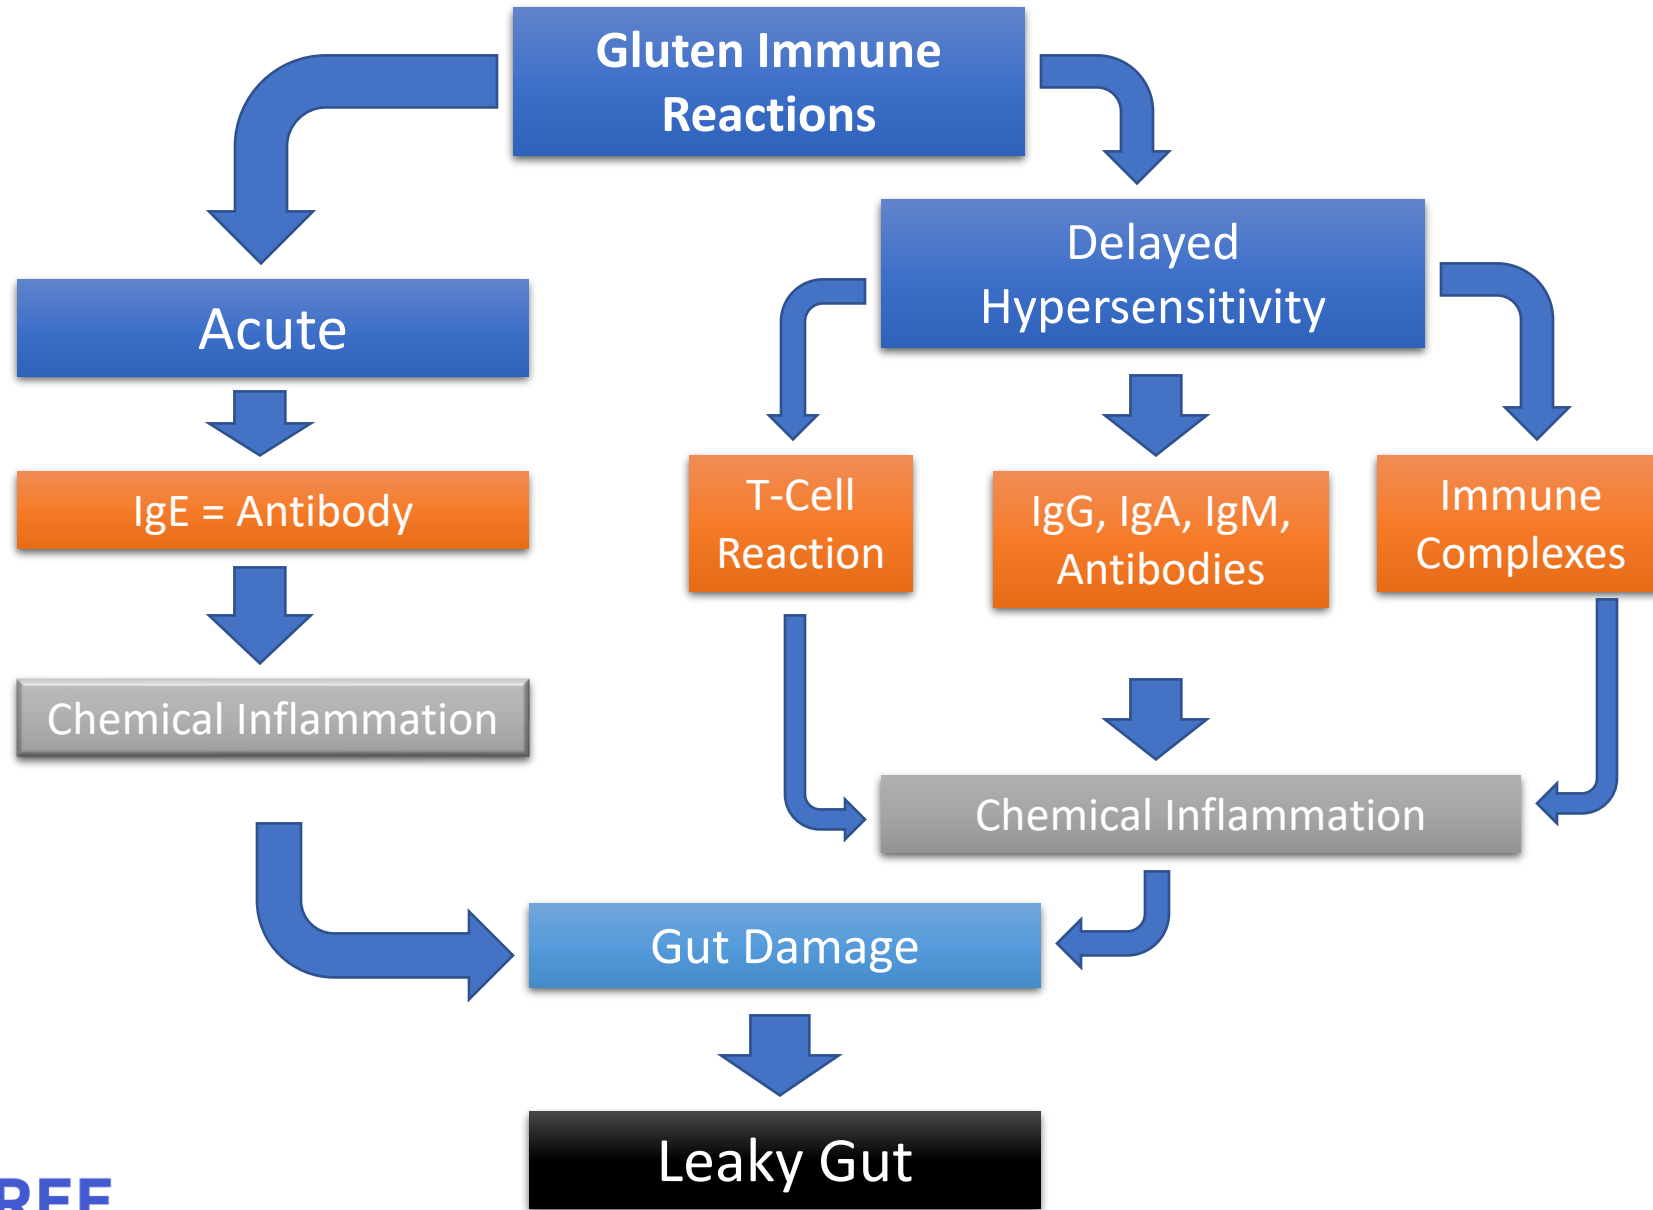 Gluten Immune
Reactions
Delayed
Hypersensitivity
Acute
IgE = Antibody
T-Cell
Reaction
IgG, IgA, IgM,
Antibodies
Immune
Complexes
Chemical Inflammation
Chemical Inflammation
Gut Damage
Leaky Gut
REE